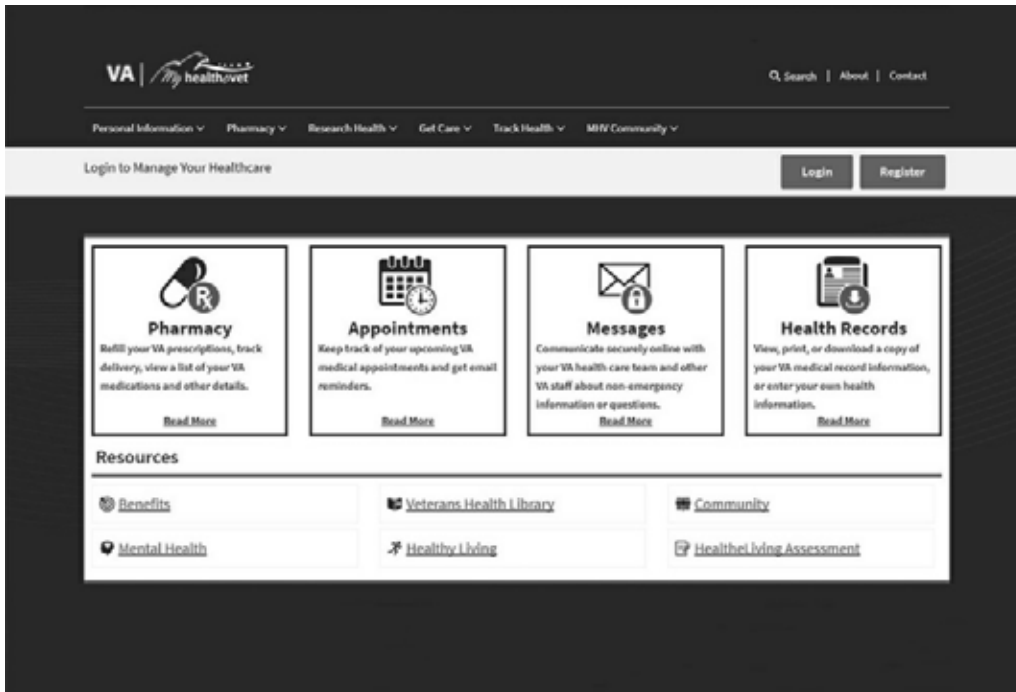 VA | My healthevet
Search | About | Contact
Personal Information Pharmacy Research Health Get Care Track Health MHV Community
Login to Manage Your Healthcare
Login Register
Pharmacy
Refill your VA prescriptions, track
delivery, view a list of your VA
medications and other details.
Read More
Appointments
Keep track of your upcoming VA
medical appointments and get email
reminders.
Read More
Messages
Communicate securely online with
your VA health care team and other
VA staff about non-emergency
information or questions.
Read More
Health Records
View, print, or download a copy of
your VA medical record information,
or enter your own health
information.
Read More
Resources
Benefits
Veterans Health Library
Community
Mental Health
Healthy Living
HealtheLiving Assessment